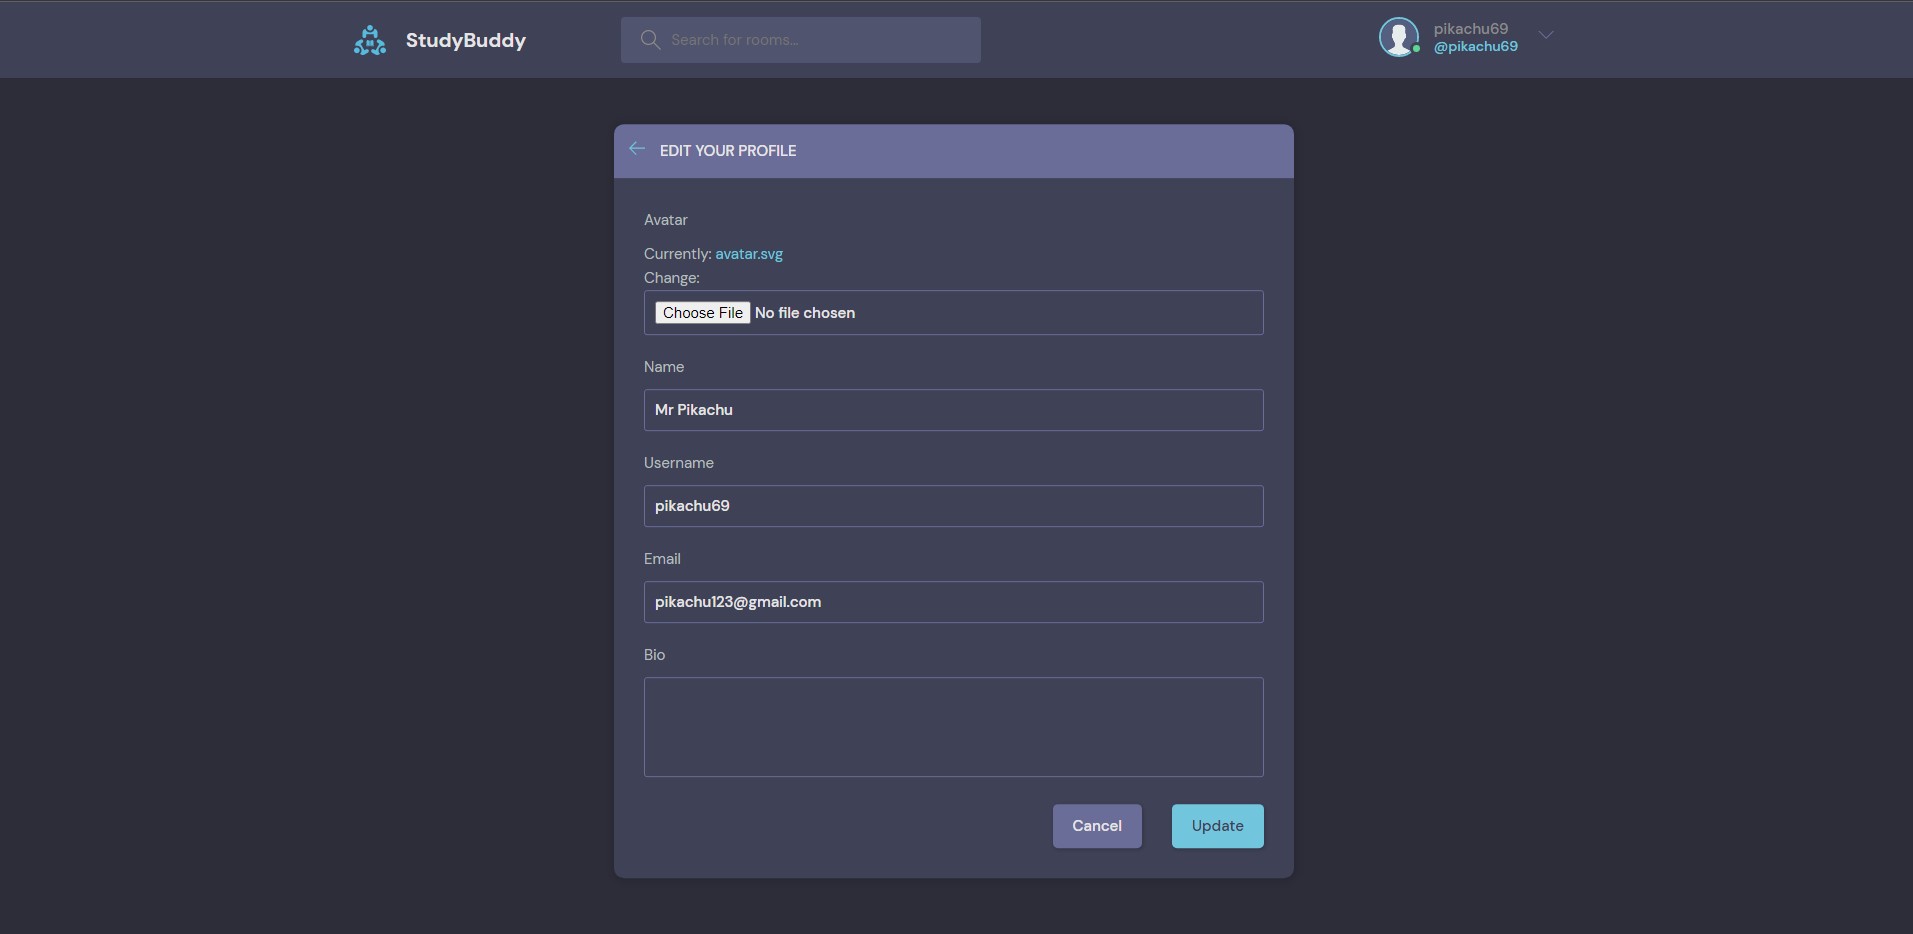 StudyBuddy
Search for rooms...
pikachu69
@pikachu69
EDIT YOUR PROFILE
Avatar
Currently: avatar.svg
Change:
Choose File No file chosen
Name
Mr Pikachu
Username
pikachu69
Email
pikachu123@gmail.com
Bio
Cancel Update